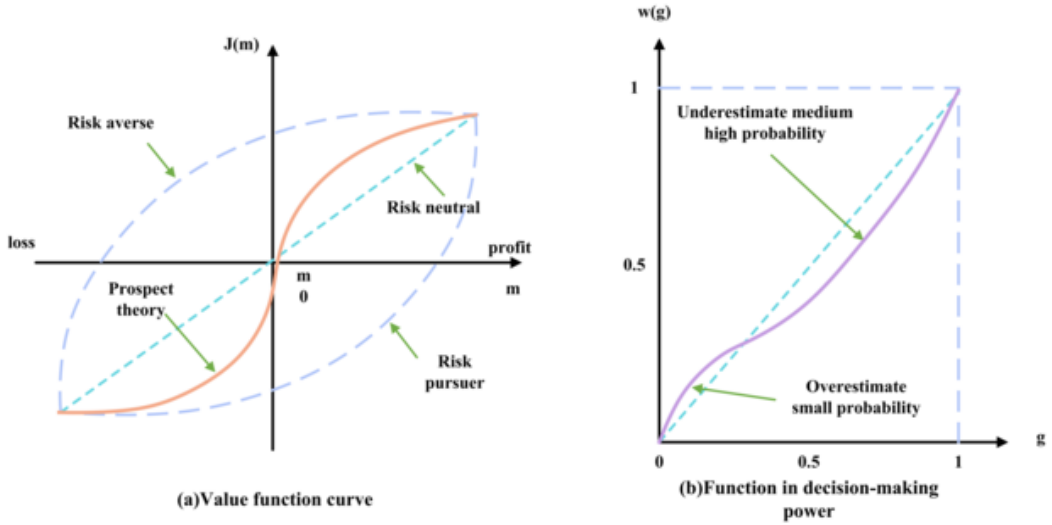 J(m)
Risk averse
Risk neutral
loss
profit
m
0
m
Prospect
theory
Risk
pursuer
(a)Value function curve
w(g)
1
Underestimate medium
high probability
0.5
Overestimate
small probability
g
0
0.5
1
(b)Function in decision-making
power